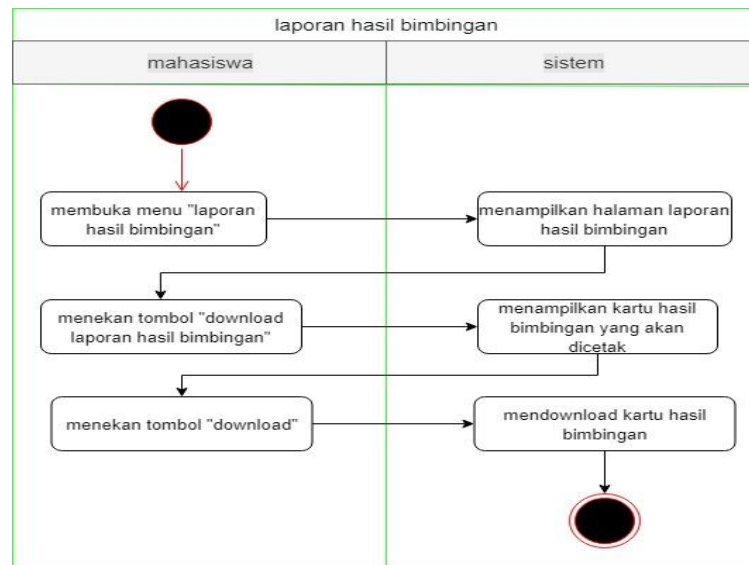 laporan hasil bimbingan
mahasiswa
sistem
membuka menu "laporan
hasil bimbingan"
menampilkan halaman laporan
hasil bimbingan
menekan tombol "download
laporan hasil bimbingan"
menampilkan kartu hasil
bimbingan yang akan
dicetak
menekan tombol "download"
mendownload kartu hasil
bimbingan